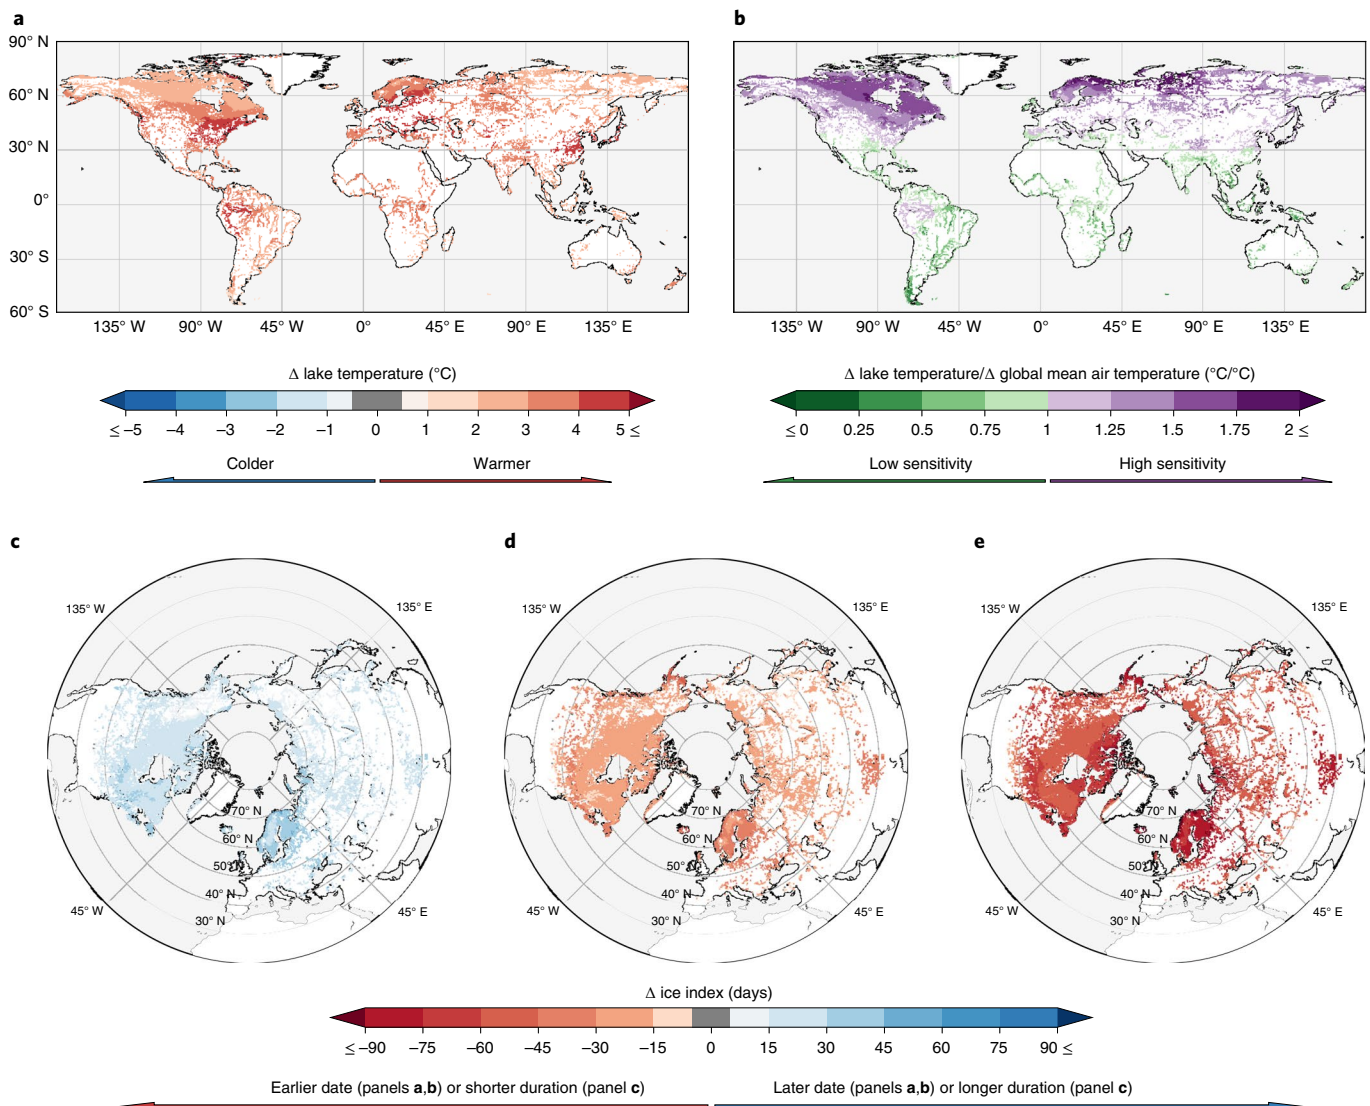 a
b
90° N
60° N
30° N
0°
30° S
60° S
135° W 90° W 45° W 0° 45° E 90° E 135° E
135° W 90° W 45° W 0° 45° E 90° E 135° E
Δ lake temperature (°C)
≤ –5 –4 –3 –2 –1 0 1 2 3 4 5 ≤
Colder Warmer
Δ lake temperature/Δ global mean air temperature (°C/°C)
≤ 0 0.25 0.5 0.75 1 1.25 1.5 1.75 2 ≤
Low sensitivity High sensitivity
c
135° W
135° E
70° N
60° N
50° N
40° N
30° N
45° W
45° E
d
70° N
60° N
50° N
40° N
30° N
45° W
45° E
e
135° W
135° E
70° N
60° N
50° N
40° N
30° N
45° W
45° E
Δ ice index (days)
≤ –90 –75 –60 –45 –30 –15 0 15 30 45 60 75 90 ≤
Earlier date (panels a,b) or shorter duration (panel c) Later date (panels a,b) or longer duration (panel c)